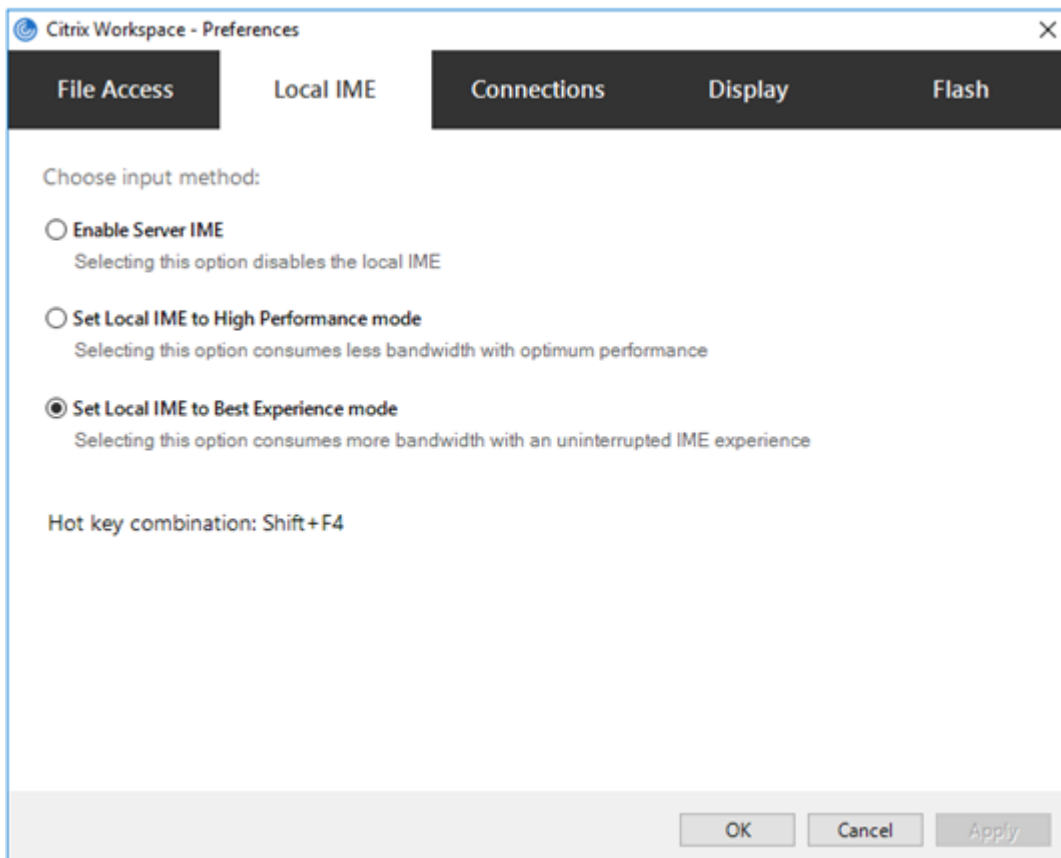 Citrix Workspace - Preferences
File Access Local IME Connections Display Flash
Choose input method:
Enable Server IME
Selecting this option disables the local IME
Set Local IME to High Performance mode
Selecting this option consumes less bandwidth with optimum performance
Set Local IME to Best Experience mode
Selecting this option consumes more bandwidth with an uninterrupted IME experience
Hot key combination: Shift+F4
OK Cancel Apply